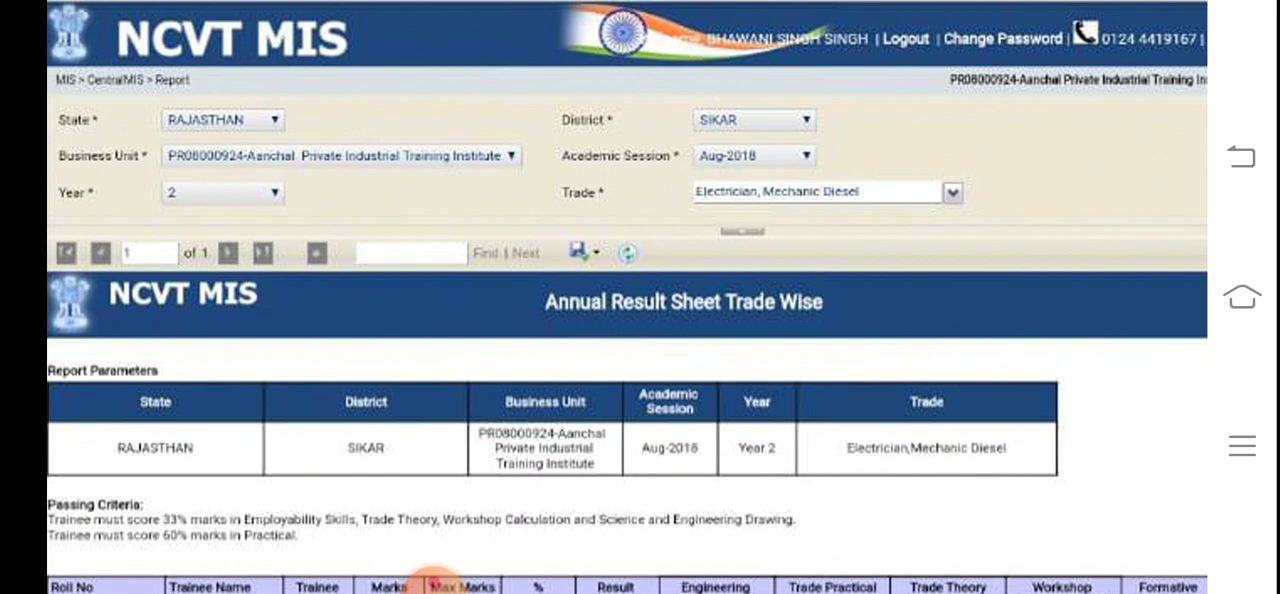 NCVT MIS
BHAWANI SINGH SINGH | Logout | Change Password | 0124 4419167 |
MIS > CentralMIS > Report
PR08000924-Aanchal Private Industrial Training
State * RAJASTHAN District * SIKAR
Business Unit * PR08000924-Aanchal Private Industrial Training Institute Academic Session * Aug-2018
Year * 2 Trade * Electrician, Mechanic Diesel
1 of 1 Find | Next
NCVT MIS
Annual Result Sheet Trade Wise
Report Parameters
State District Business Unit Academic Session Year Trade
RAJASTHAN SIKAR PR08000924-Aanchal Private Industrial Training Institute Aug-2018 Year 2 Electrician,Mechanic Diesel
Passing Criteria:
Trainee must score 33% marks in Employability Skills, Trade Theory, Workshop Calculation and Science and Engineering Drawing.
Trainee must score 60% marks in Practical.
Roll No Trainee Name Trainee Marks Max Marks % Result Engineering Trade Practical Trade Theory Workshop Formative